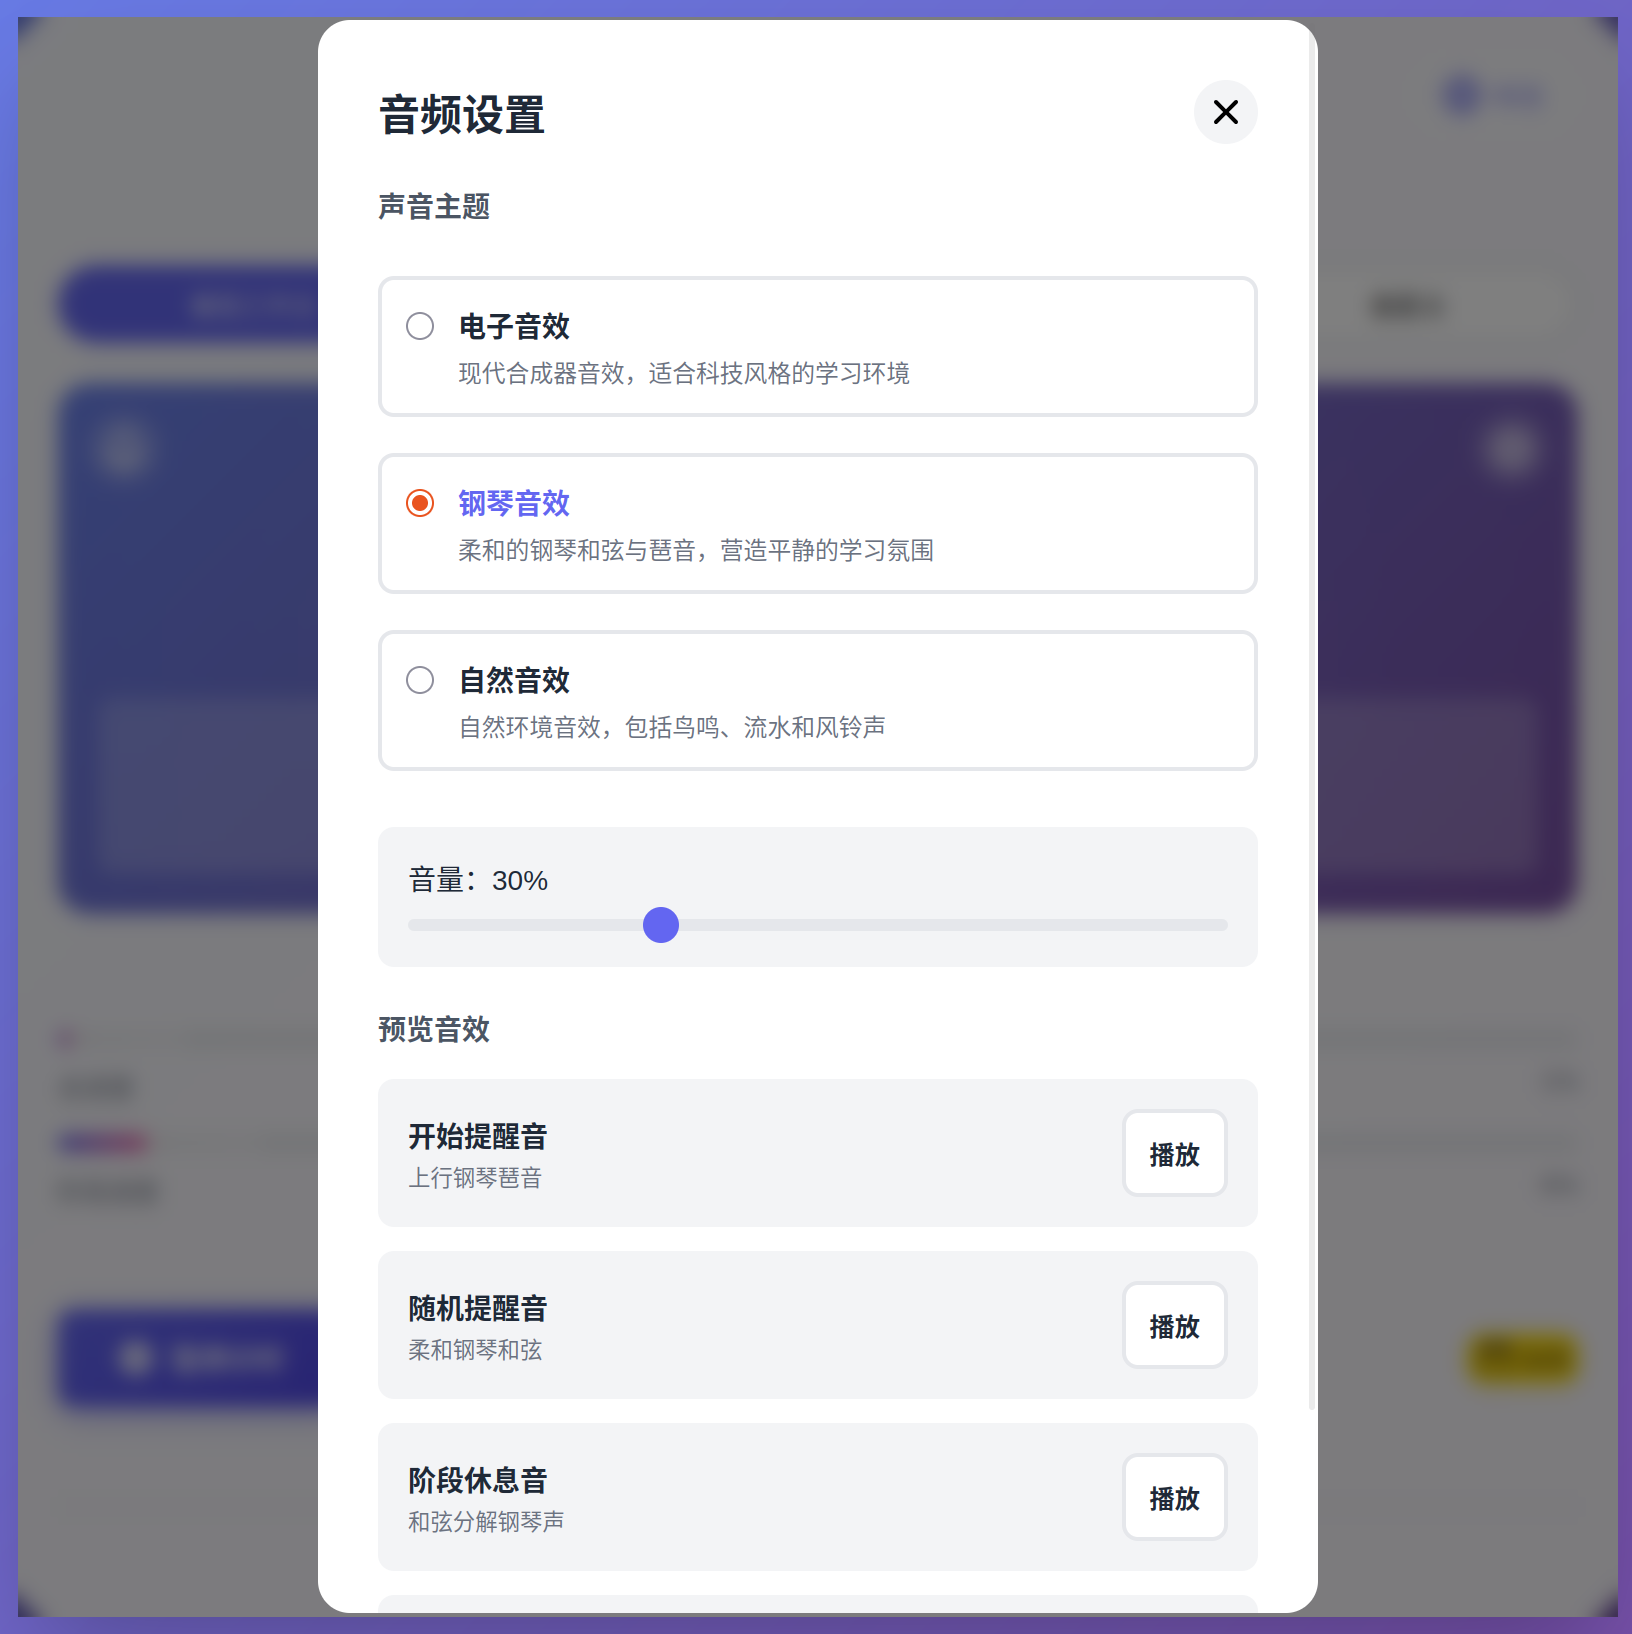 音频设置
声音主题
电子音效
现代合成器音效，适合科技风格的学习环境
钢琴音效
柔和的钢琴和弦与琶音，营造平静的学习氛围
自然音效
自然环境音效，包括鸟鸣、流水和风铃声
音量：30%
预览音效
开始提醒音
上行钢琴琶音
播放
随机提醒音
柔和钢琴和弦
播放
阶段休息音
和弦分解钢琴声
播放